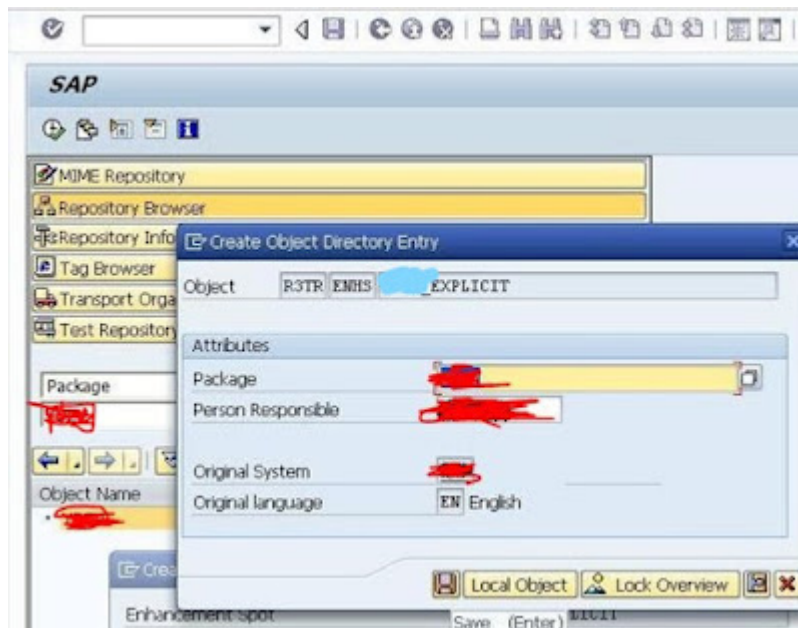 SAP
MIME Repository
Repository Browser
Repository Info
Tag Browser
Transport Orga
Test Repository
Create Object Directory Entry
Object R3TR ENHS _EXPLICIT
Attributes
Package
Person Responsible
Original System
Original language EN English
Package
Object Name
Local Object Lock Overview
Crea
Enhancement Spot LICIT
Save (Enter)